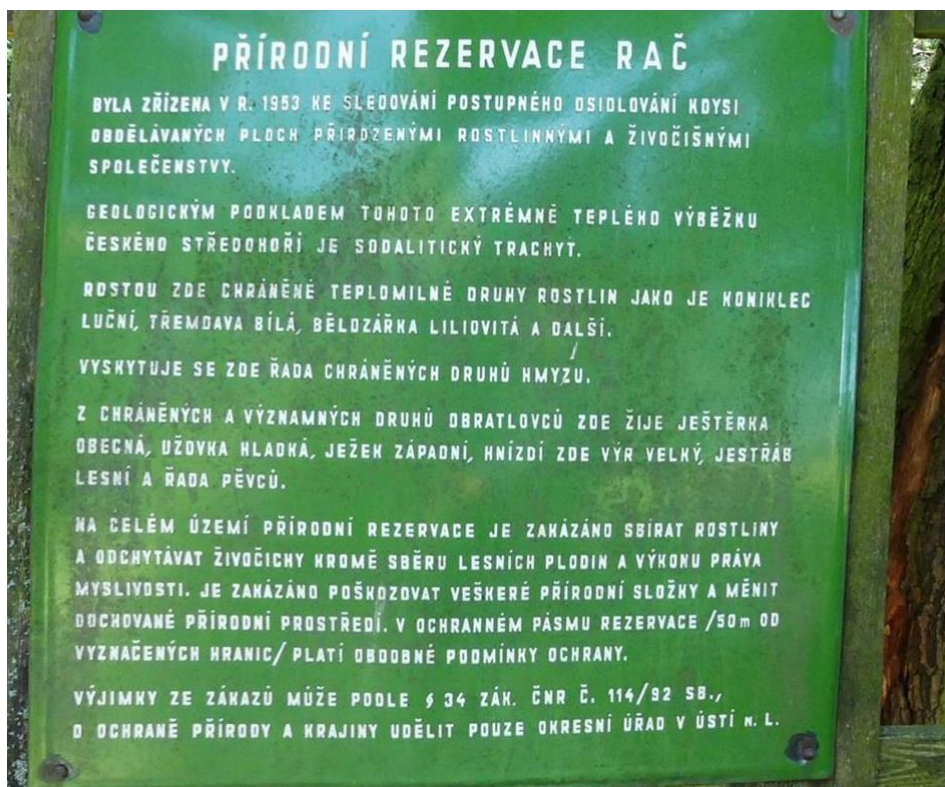 PŘÍRODNÍ REZERVACE RAČ
BYLA ZŘÍZENA V R. 1953 KE SLEDOVÁNÍ POSTUPNÉHO OSIDLOVÁNÍ KDYSI
OBDĚLÁVANÝCH PLOCH PŘIROZENÝMI ROSTLINNÝMI A ŽIVOČIŠNÝMI
SPOLEČENSTVY.
GEOLOGICKÝM PODKLADEM TOHOTO EXTRÉMNĚ TEPLÉHO VÝBĚŽKU
ČESKÉHO STŘEDOHOŘÍ JE SODALITICKÝ TRACHYT.
ROSTOU ZDE CHRÁNĚNÉ TEPLOMILNÉ DRUHY ROSTLIN JAKO JE KONIKLEC
LUČNÍ, TŘEMDAVA BÍLÁ, BĚLOZÁŘKA LILIOVITÁ A DALŠÍ.
VYSKYTUJE SE ZDE ŘADA CHRÁNĚNÝCH DRUHŮ HMYZU.
Z CHRÁNĚNÝCH A VÝZNAMNÝCH DRUHŮ OBRATLOVCŮ ZDE ŽIJE JEŠTĚRKA
OBECNÁ, UŽOVKA HLADKÁ, JEŽEK ZÁPADNÍ, HNÍZDÍ ZDE VÝR VELKÝ, JESTŘÁB
LESNÍ A ŘADA PĚVCŮ.
NA CELÉM ÚZEMÍ PŘÍRODNÍ REZERVACE JE ZAKÁZÁNO SBÍRAT ROSTLINY
A ODCHYTÁVAT ŽIVOČICHY KROMĚ SBĚRU LESNÍCH PLODIN A VÝKONU PRÁVA
MYSLIVOSTI. JE ZAKÁZÁNO POŠKOZOVAT VEŠKERÉ PŘÍRODNÍ SLOŽKY A MĚNIT
DOCHOVANÉ PŘÍRODNÍ PROSTŘEDÍ. V OCHRANNÉM PÁSMU REZERVACE /50m OD
VYZNAČENÝCH HRANIC/ PLATÍ OBDOBNÉ PODMÍNKY OCHRANY.
VÝJIMKY ZE ZÁKAZŮ MŮŽE PODLE § 34 ZÁK. ČNR Č. 114/92 SB.,
O OCHRANĚ PŘÍRODY A KRAJINY UDĚLIT POUZE OKRESNÍ ÚŘAD V ÚSTÍ N. L.